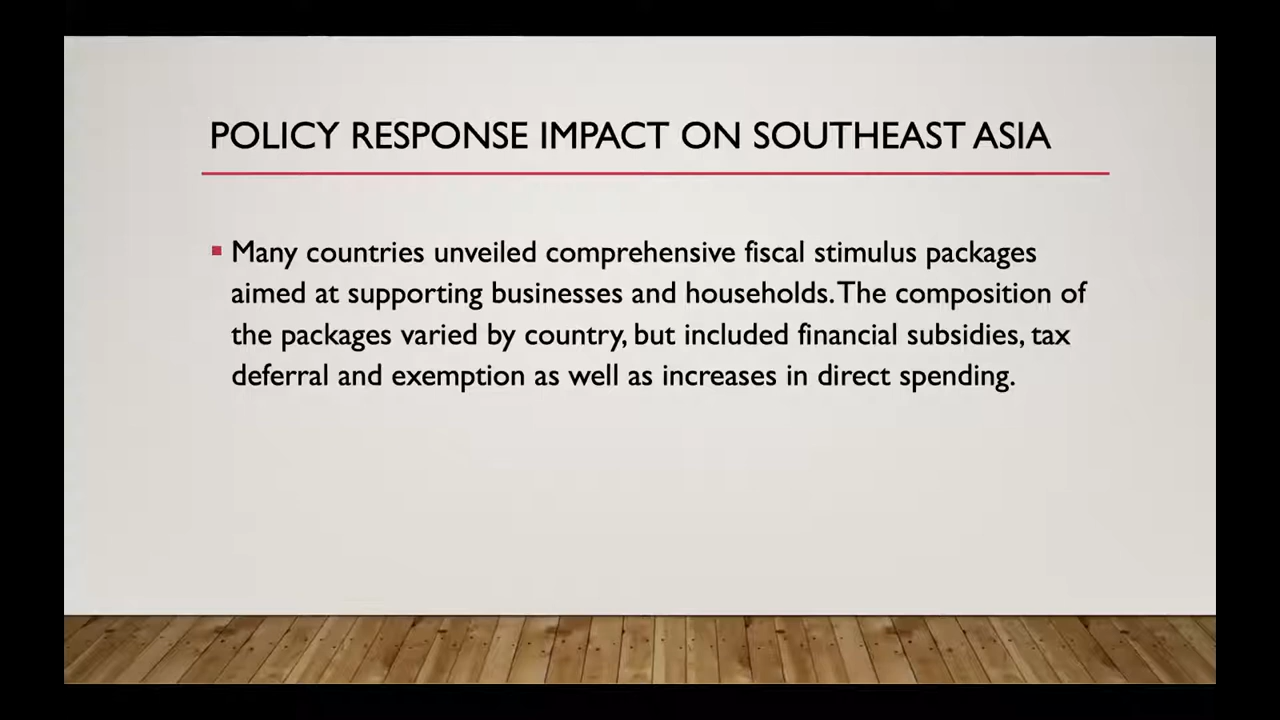 POLICY RESPONSE IMPACT ON SOUTHEAST ASIA
Many countries unveiled comprehensive fiscal stimulus packages
aimed at supporting businesses and households. The composition of
the packages varied by country, but included financial subsidies, tax
deferral and exemption as well as increases in direct spending.